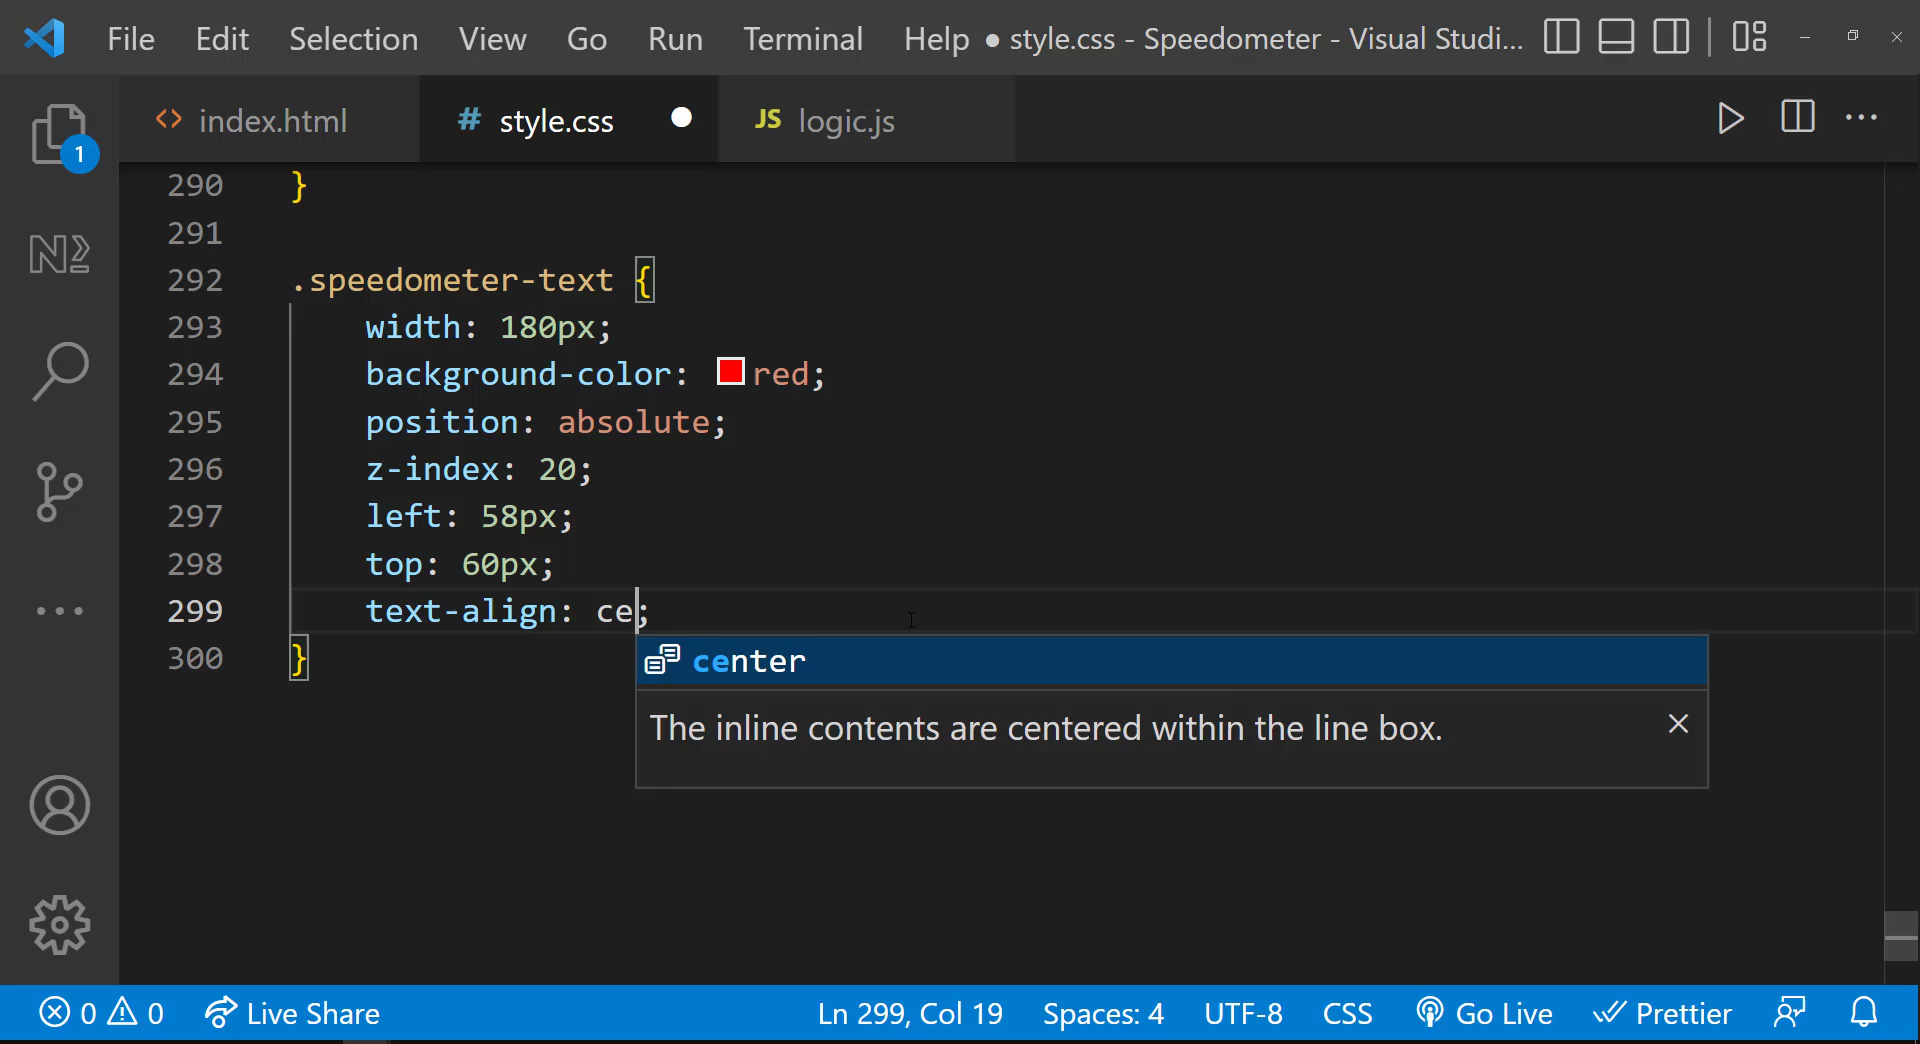 File Edit Selection View Go Run Terminal Help ● style.css - Speedometer - Visual Studi...
1
<> index.html # style.css ● JS logic.js
290 }
291
292 .speedometer-text {
293 width: 180px;
294 background-color: red;
295 position: absolute;
296 z-index: 20;
297 left: 58px;
298 top: 60px;
299 text-align: ce;
300 }
center
The inline contents are centered within the line box.
0 0 Live Share Ln 299, Col 19 Spaces: 4 UTF-8 CSS Go Live Prettier